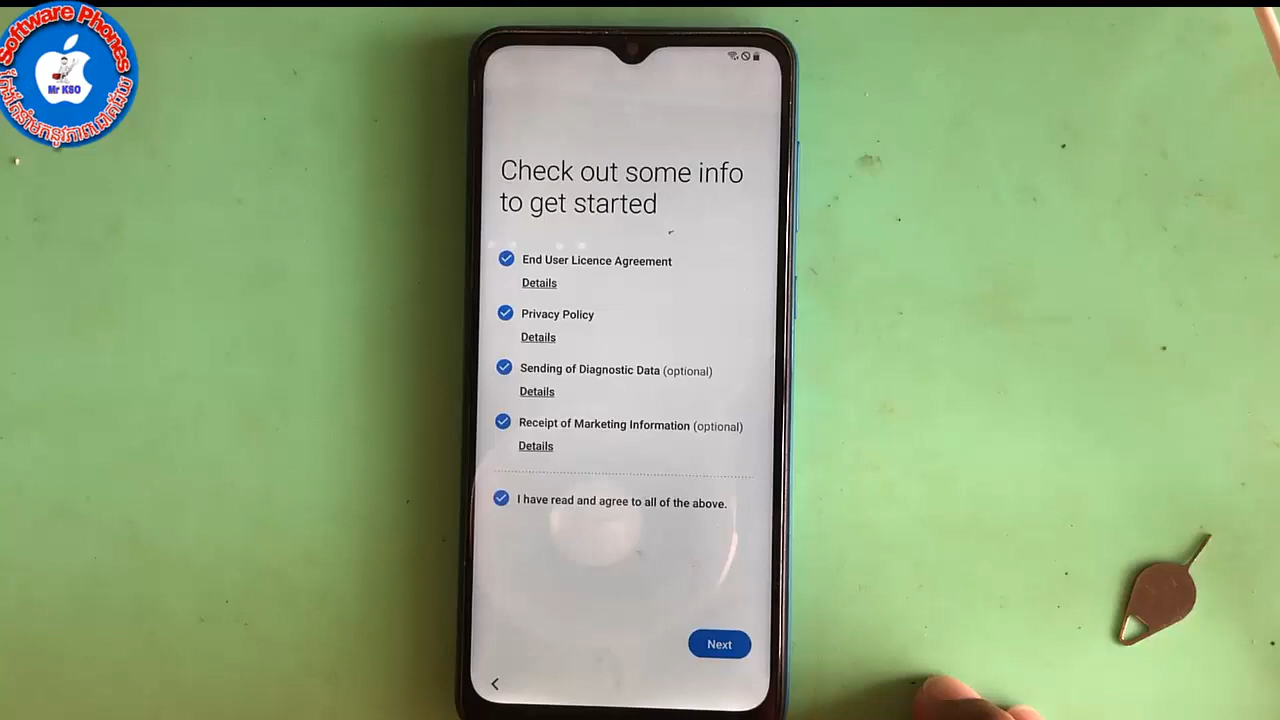 Software Phones
Mr KSO
Check out some info
to get started
End User Licence Agreement
Details
Privacy Policy
Details
Sending of Diagnostic Data (optional)
Details
Receipt of Marketing Information (optional)
Details
I have read and agree to all of the above.
Next